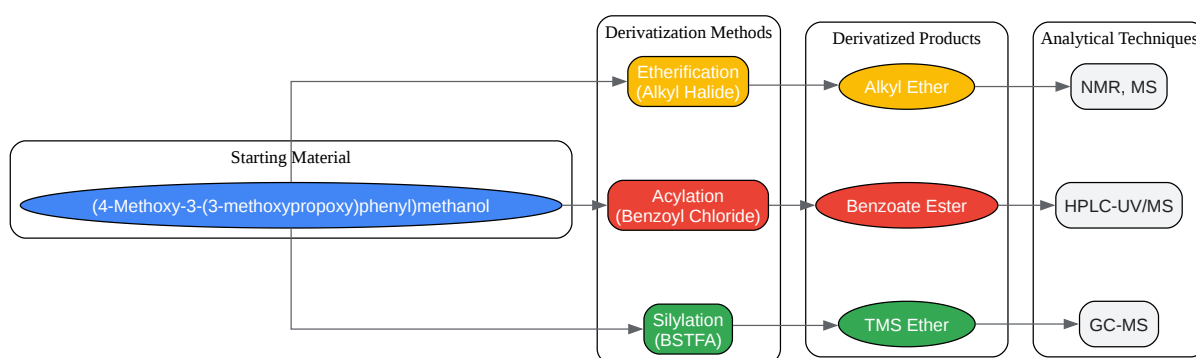 Derivatization Methods
Derivatized Products
Analytical Techniques
Etherification
(Alkyl Halide)
Alkyl Ether
NMR, MS
Starting Material
(4-Methoxy-3-(3-methoxypropoxy)phenyl)methanol
Acylation
(Benzoyl Chloride)
Benzoate Ester
HPLC-UV/MS
Silylation
(BSTFA)
TMS Ether
GC-MS